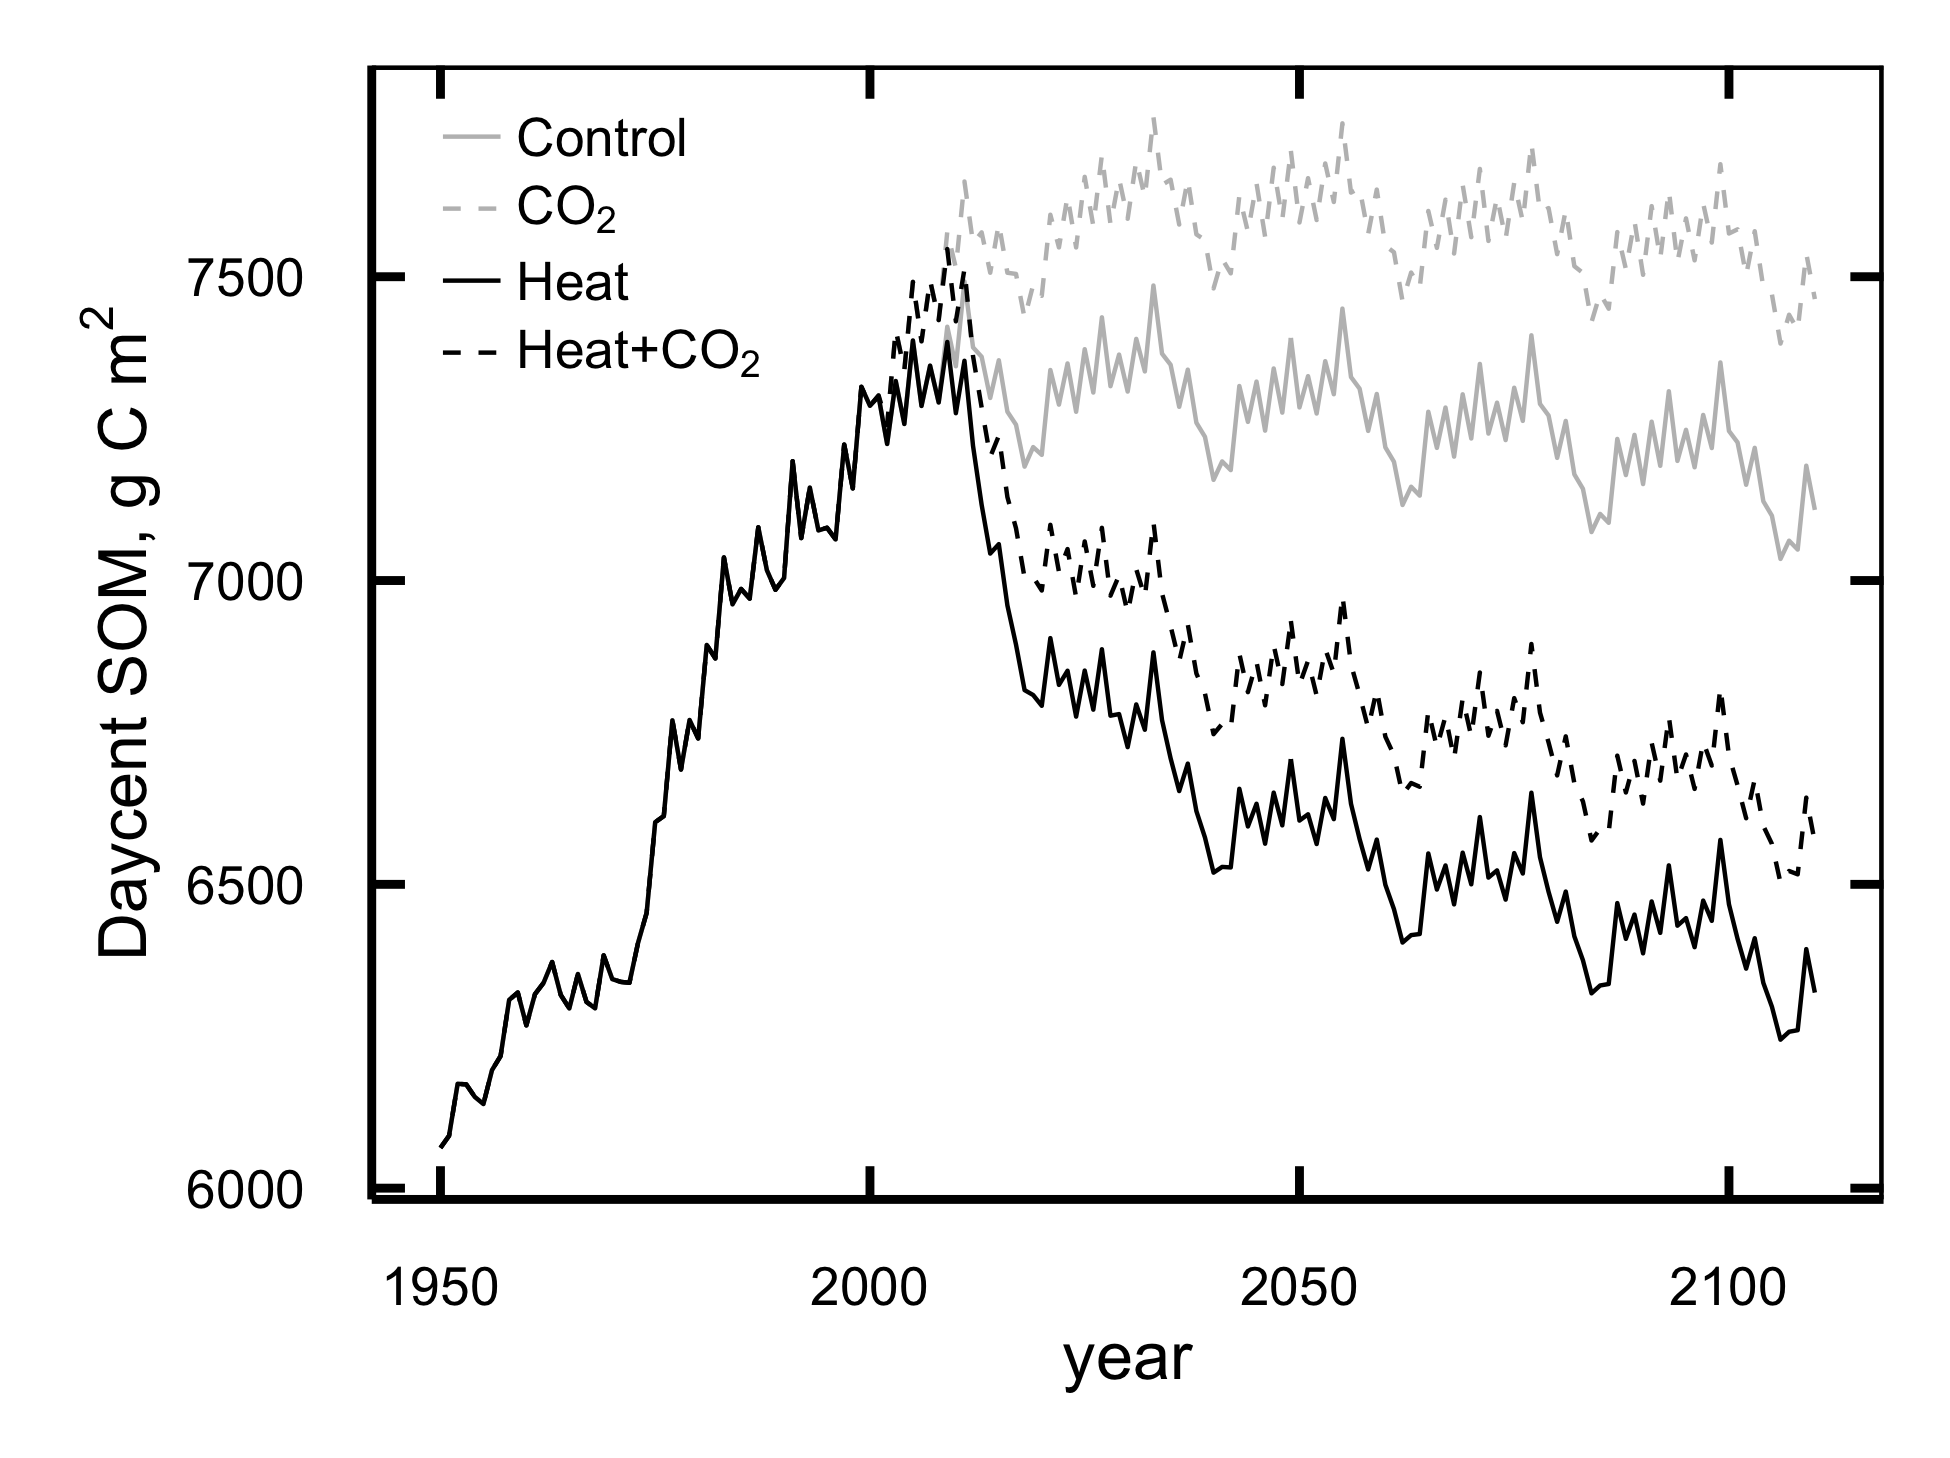 Control
CO₂
Heat
Heat+CO₂
Daycent SOM, g C m²
7500
7000
6500
6000
1950 2000 2050 2100
year